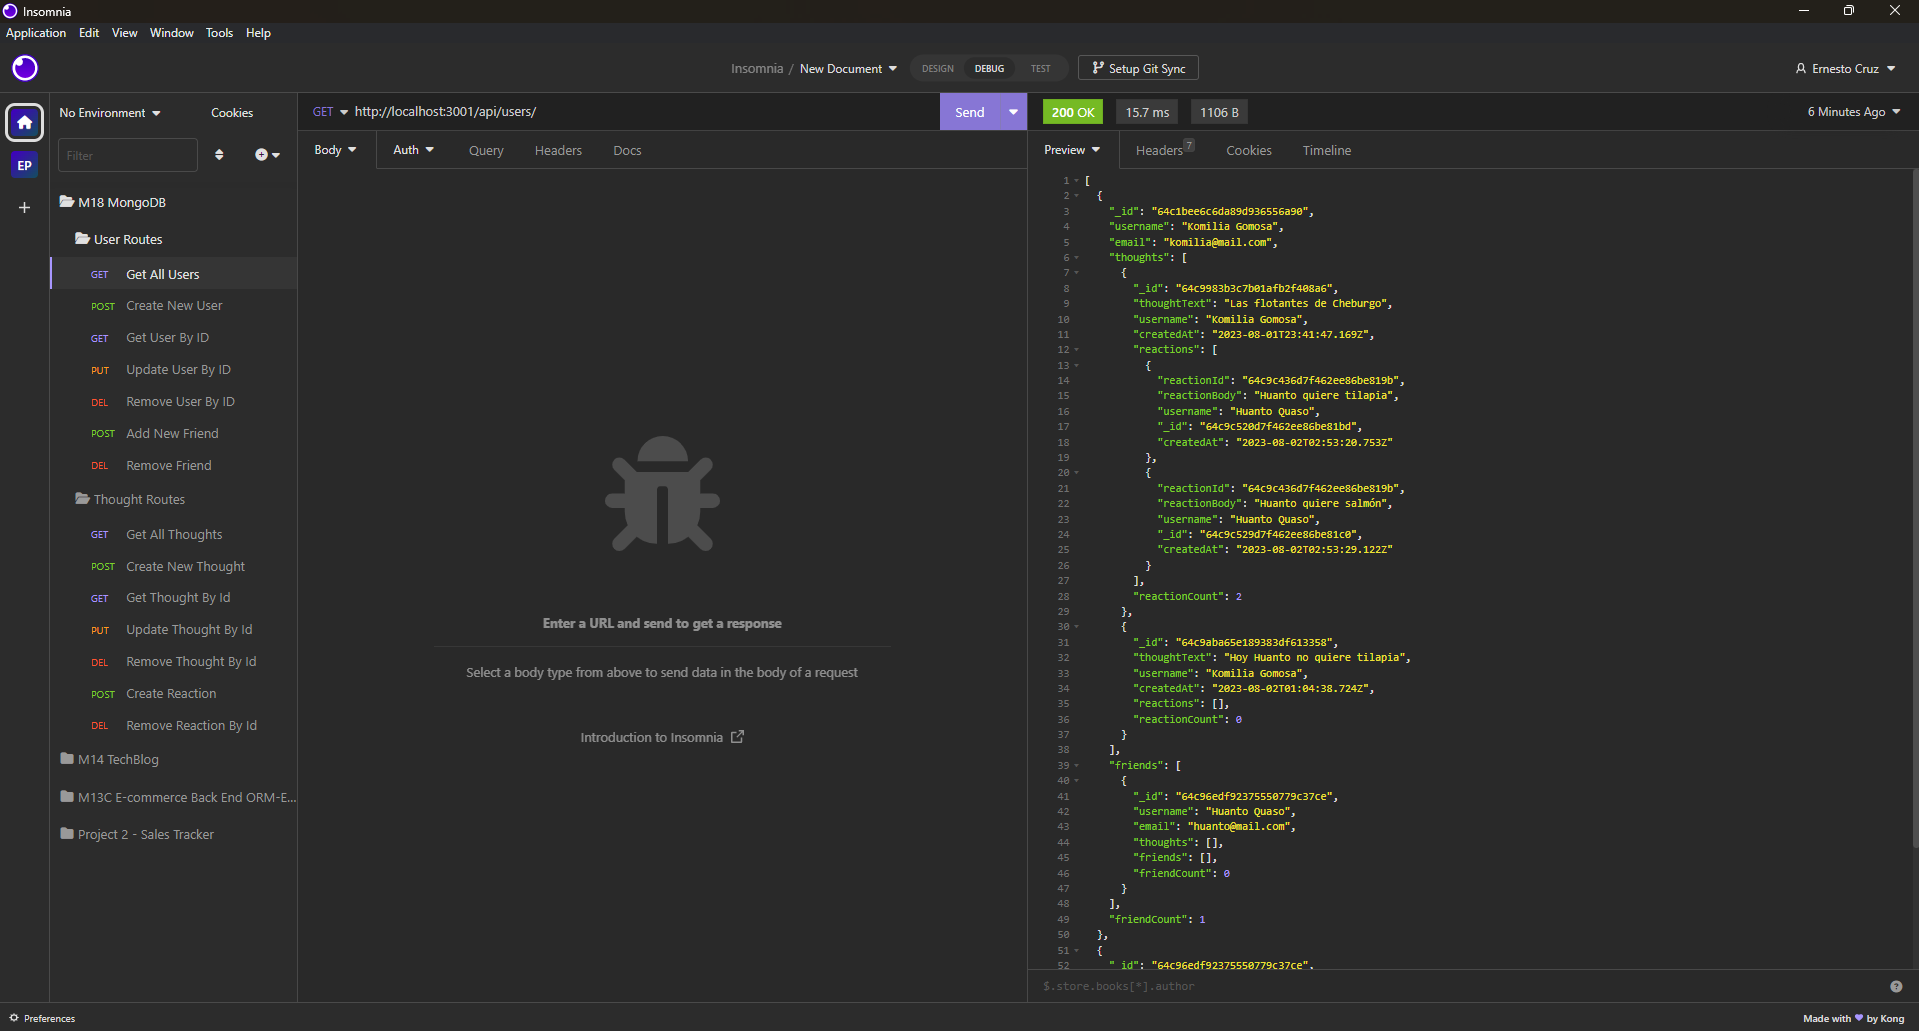 Insomnia
Application Edit View Window Tools Help
Insomnia / New Document DESIGN DEBUG TEST Setup Git Sync Ernesto Cruz
No Environment Cookies
Filter
EP
M18 MongoDB
User Routes
GET Get All Users
POST Create New User
GET Get User By ID
PUT Update User By ID
DEL Remove User By ID
POST Add New Friend
DEL Remove Friend
Thought Routes
GET Get All Thoughts
POST Create New Thought
GET Get Thought By Id
PUT Update Thought By Id
DEL Remove Thought By Id
POST Create Reaction
DEL Remove Reaction By Id
M14 TechBlog
M13C E-commerce Back End ORM-E...
Project 2 - Sales Tracker
GET http://localhost:3001/api/users/ Send
Body Auth Query Headers Docs
Enter a URL and send to get a response
Select a body type from above to send data in the body of a request
Introduction to Insomnia
200 OK 15.7 ms 1106 B 6 Minutes Ago
Preview Headers 7 Cookies Timeline
1 [
2 {
3 "_id": "64c1bee6c6da89d936556a90",
4 "username": "Komilia Gomosa",
5 "email": "komilia@mail.com",
6 "thoughts": [
7 {
8 "_id": "64c9983b3c7b01afb2f408a6",
9 "thoughtText": "Las flotantes de Cheburgo",
10 "username": "Komilia Gomosa",
11 "createdAt": "2023-08-01T23:41:47.169Z",
12 "reactions": [
13 {
14 "reactionId": "64c9c436d7f462ee86be819b",
15 "reactionBody": "Huanto quiere tilapia",
16 "username": "Huanto Quaso",
17 "_id": "64c9c520d7f462ee86be81bd",
18 "createdAt": "2023-08-02T02:53:20.753Z"
19 },
20 {
21 "reactionId": "64c9c436d7f462ee86be819b",
22 "reactionBody": "Huanto quiere salmón",
23 "username": "Huanto Quaso",
24 "_id": "64c9c529d7f462ee86be81c0",
25 "createdAt": "2023-08-02T02:53:29.122Z"
26 }
27 ],
28 "reactionCount": 2
29 },
30 {
31 "_id": "64c9aba65e189383df613358",
32 "thoughtText": "Hoy Huanto no quiere tilapia",
33 "username": "Komilia Gomosa",
34 "createdAt": "2023-08-02T01:04:38.724Z",
35 "reactions": [],
36 "reactionCount": 0
37 }
38 ],
39 "friends": [
40 {
41 "_id": "64c96edf92375550779c37ce",
42 "username": "Huanto Quaso",
43 "email": "huanto@mail.com",
44 "thoughts": [],
45 "friends": [],
46 "friendCount": 0
47 }
48 ],
49 "friendCount": 1
50 },
51 {
52 "_id": "64c96edf92375550779c37ce",
$.store.books[*].author
Preferences
Made with by Kong